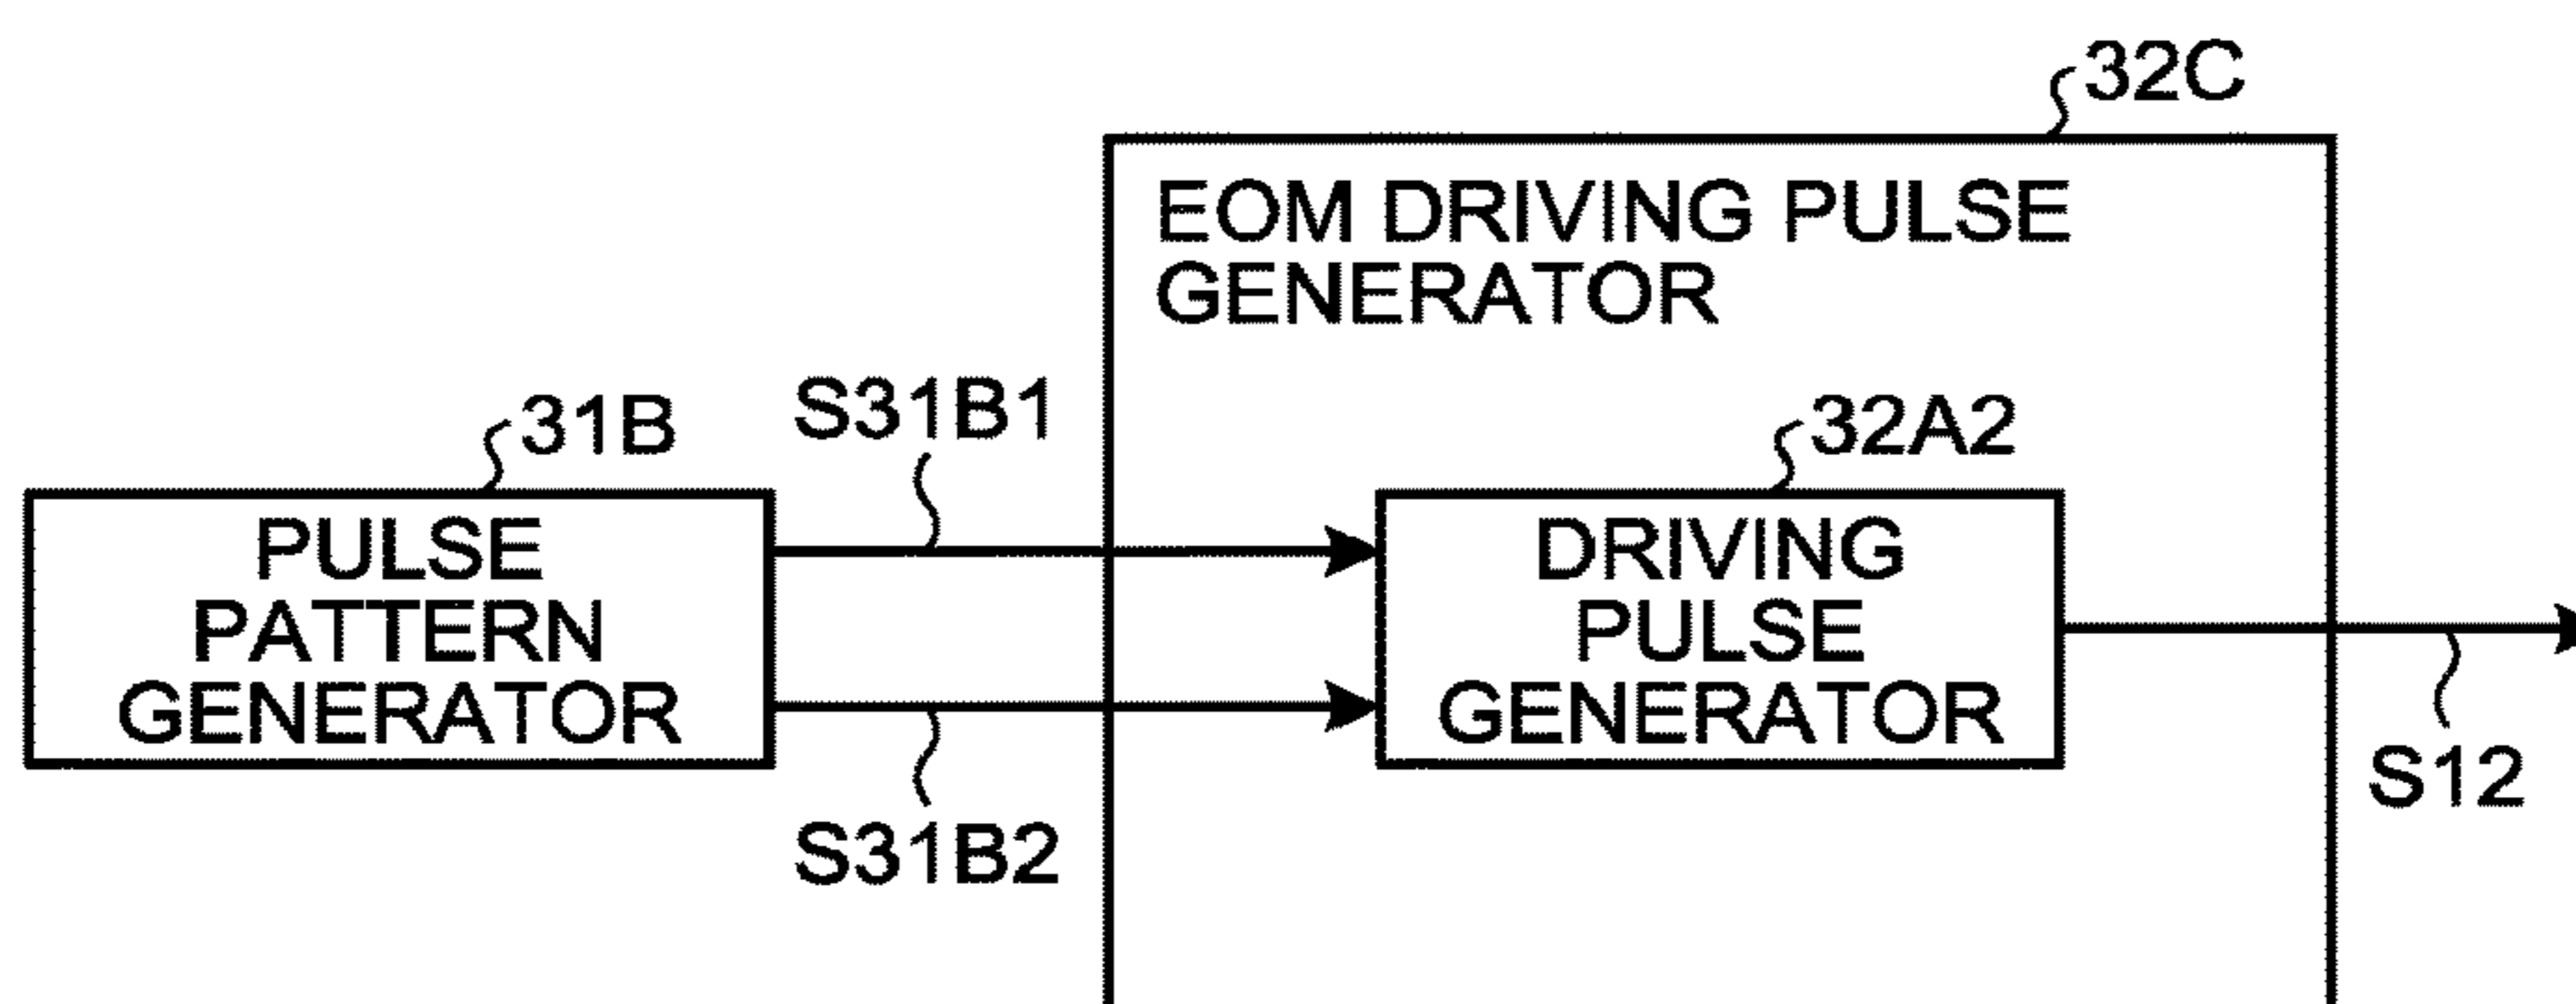 32C
EOM DRIVING PULSE
GENERATOR
31B
S31B1
32A2
PULSE
PATTERN
GENERATOR
DRIVING
PULSE
GENERATOR
S12
S31B2